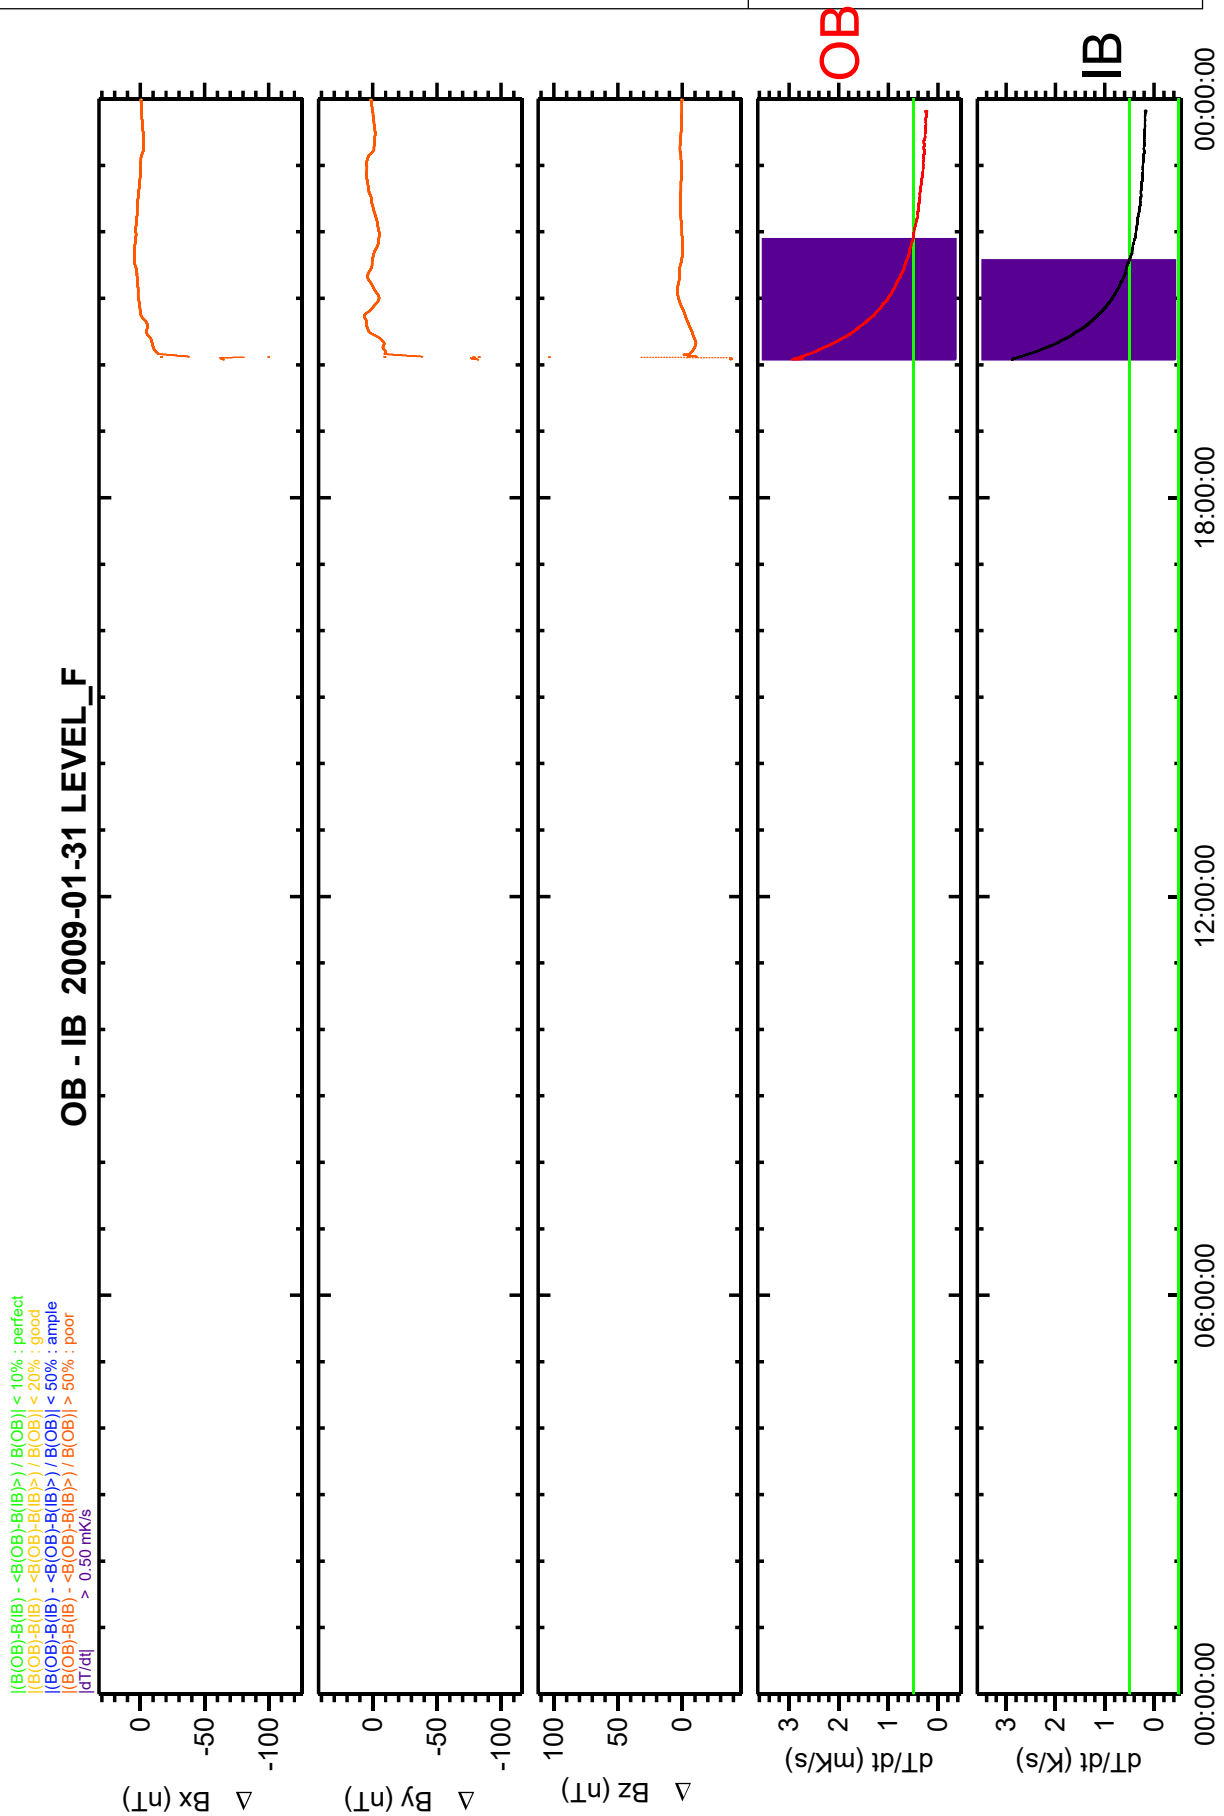 |(B(OB)-B(IB) - <B(OB)-B(IB)>) / B(OB)| < 10% : perfect
|(B(OB)-B(IB) - <B(OB)-B(IB)>) / B(OB)| < 20% : good
|(B(OB)-B(IB) - <B(OB)-B(IB)>) / B(OB)| < 50% : ample
|(B(OB)-B(IB) - <B(OB)-B(IB)>) / B(OB)| > 50% : poor
|dT/dt| > 0.50 mK/s
OB - IB 2009-01-31 LEVEL_F
Δ Bx (nT)
0
-50
-100
Δ By (nT)
0
-50
-100
Δ Bz (nT)
100
50
0
dT/dt (mK/s)
3
2
1
0
OB
dT/dt (K/s)
3
2
1
0
IB
00:00:00
06:00:00
12:00:00
18:00:00
00:00:00